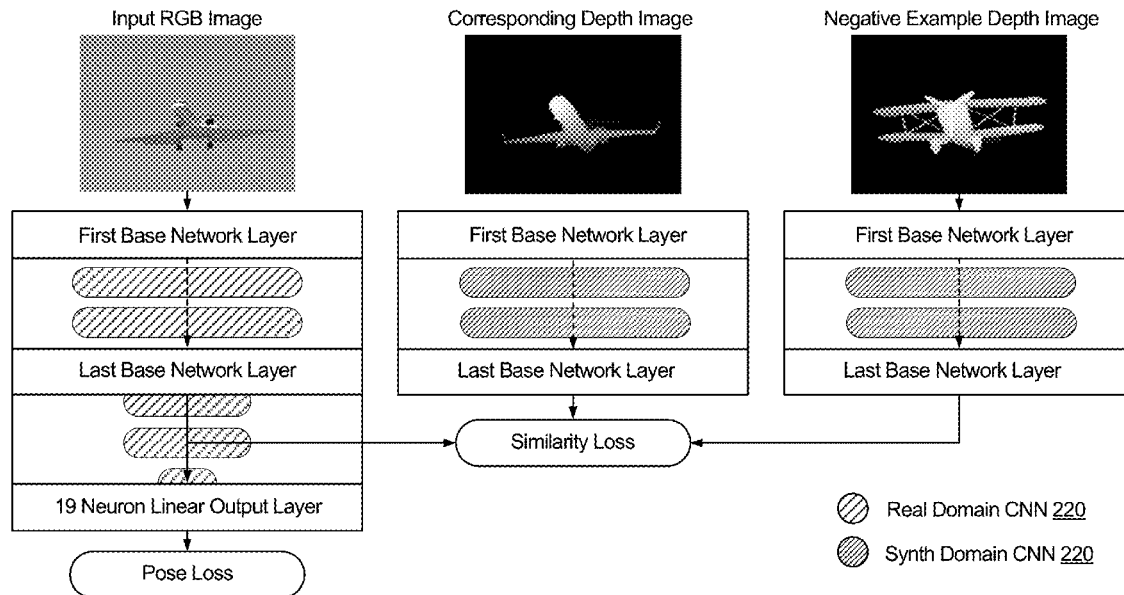 Input RGB Image
Corresponding Depth Image
Negative Example Depth Image
First Base Network Layer
First Base Network Layer
First Base Network Layer
Last Base Network Layer
Last Base Network Layer
Last Base Network Layer
Similarity Loss
19 Neuron Linear Output Layer
Pose Loss
Real Domain CNN 220
Synth Domain CNN 220